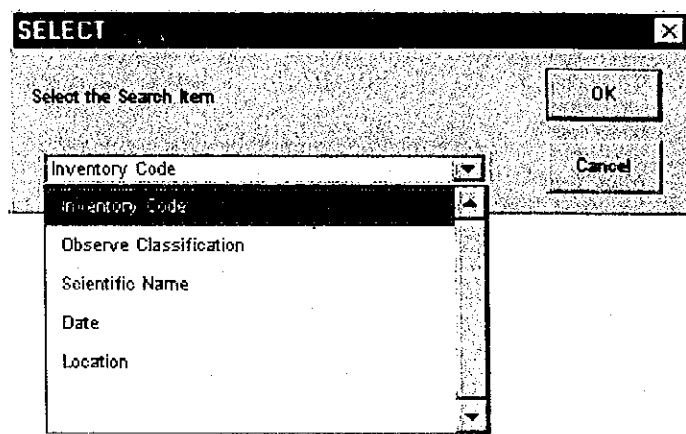 SELECT
Select the Search Item
OK
Inventory Code
Cancel
Inventory Code
Observe Classification
Scientific Name
Date
Location